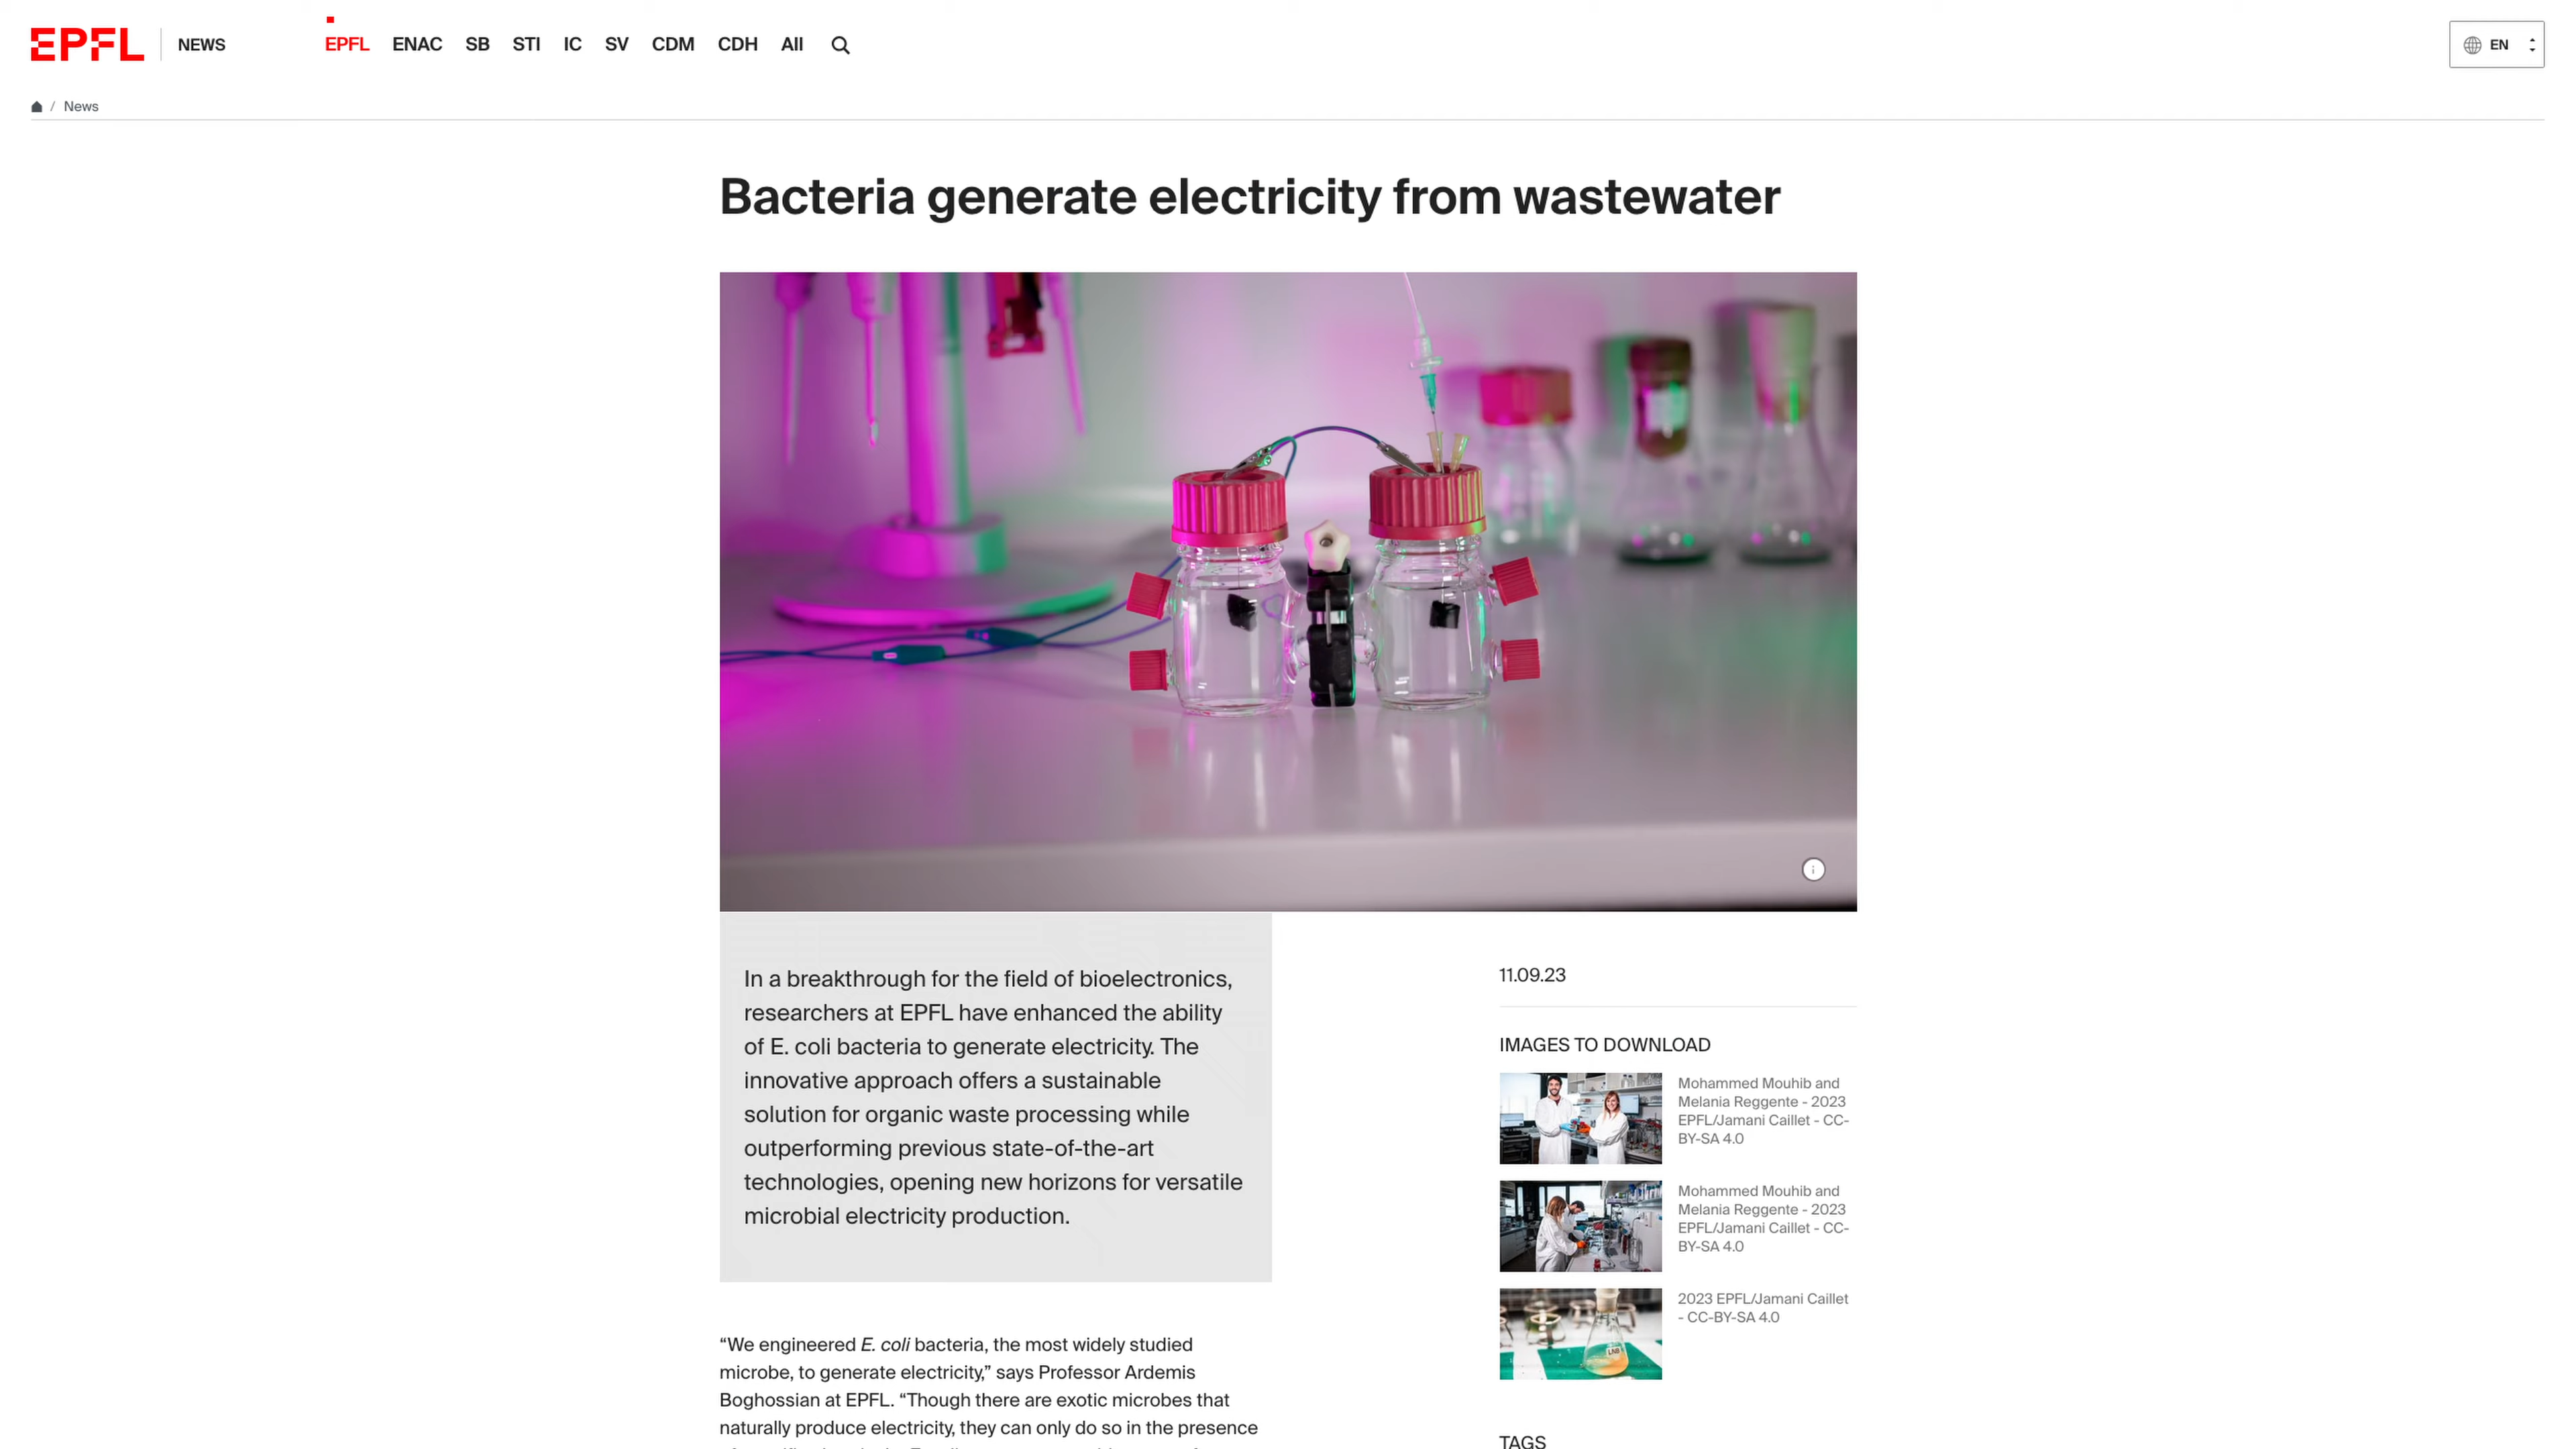 EPFL NEWS EPFL ENAC SB STI IC SV CDM CDH All EN
/ News
Bacteria generate electricity from wastewater
In a breakthrough for the field of bioelectronics,
researchers at EPFL have enhanced the ability
of E. coli bacteria to generate electricity. The
innovative approach offers a sustainable
solution for organic waste processing while
outperforming previous state-of-the-art
technologies, opening new horizons for versatile
microbial electricity production.
“We engineered E. coli bacteria, the most widely studied
microbe, to generate electricity,” says Professor Ardemis
Boghossian at EPFL. “Though there are exotic microbes that
naturally produce electricity, they can only do so in the presence
11.09.23
IMAGES TO DOWNLOAD
Mohammed Mouhib and
Melania Reggente - 2023
EPFL/Jamani Caillet - CC-
BY-SA 4.0
Mohammed Mouhib and
Melania Reggente - 2023
EPFL/Jamani Caillet - CC-
BY-SA 4.0
LNB
2023 EPFL/Jamani Caillet
- CC-BY-SA 4.0
TAGS